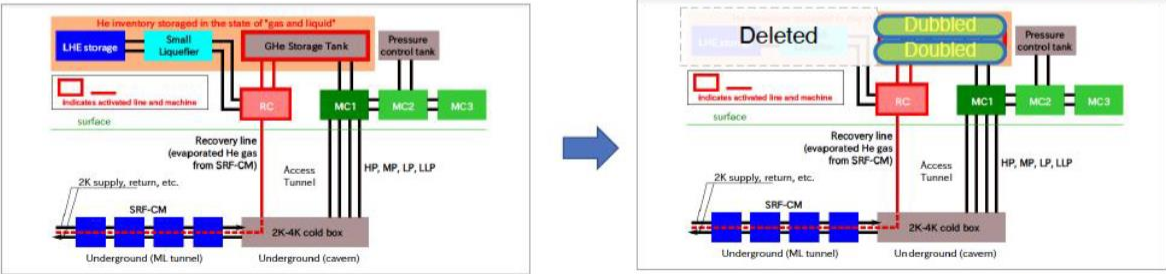 He inventory storaged in the state of "gas and liquid"
LHE storage
Small
Liquefier
GHe Storage Tank
Pressure
control tank
indicates activated line and machine
RC
MC1
MC2
MC3
surface
Recovery line
(evaporated He gas
from SRF-CM)
Access
Tunnel
HP, MP, LP, LLP
2K supply, return, etc.
SRF-CM
2K-4K cold box
Underground (ML tunnel)
Underground (cavern)
Deleted
Dubbled
Doubled
Pressure
control tank
indicates activated line and machine
RC
MC1
MC2
MC3
surface
Recovery line
(evaporated He gas
from SRF-CM)
Access
Tunnel
HP, MP, LP, LLP
2K supply, return, etc.
SRF-CM
2K-4K cold box
Underground (ML tunnel)
Underground (cavern)